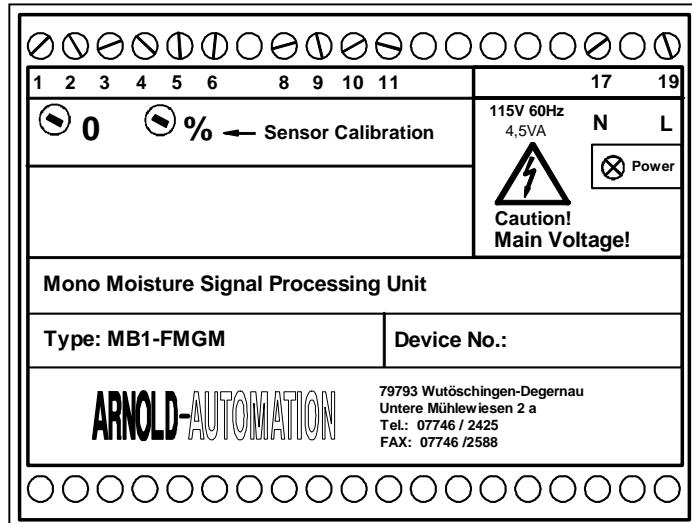 1 2 3 4 5 6 8 9 10 11 17 19
0 % Sensor Calibration
115V 60Hz
4,5VA
N L
Power
Caution!
Main Voltage!
Mono Moisture Signal Processing Unit
Type: MB1-FMGM
Device No.:
ARNOLD-AUTOMATION
79793 Wutöschingen-Degernau
Untere Mühlewiesen 2 a
Tel.: 07746 / 2425
FAX: 07746 /2588